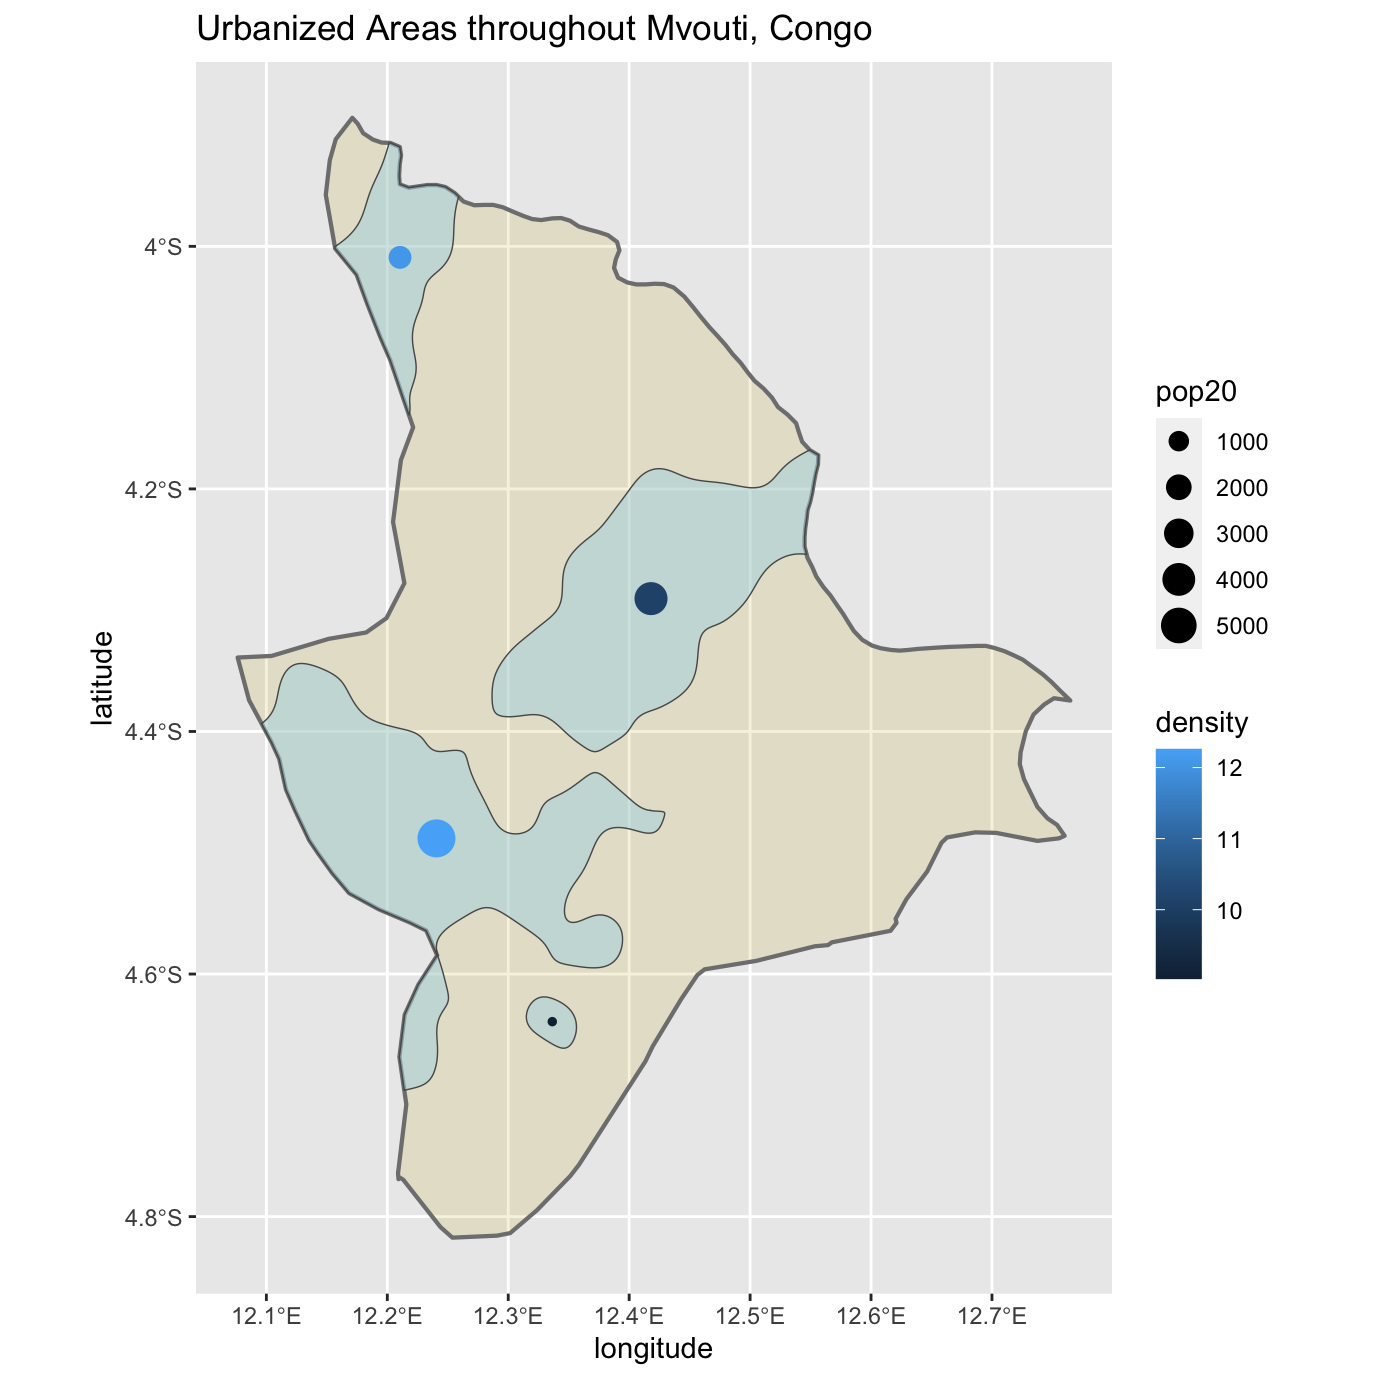 Urbanized Areas throughout Mvouti, Congo
4°S
4.2°S
4.4°S
4.6°S
4.8°S
latitude
12.1°E
12.2°E
12.3°E
12.4°E
12.5°E
12.6°E
12.7°E
longitude
pop20
1000
2000
3000
4000
5000
density
12
11
10